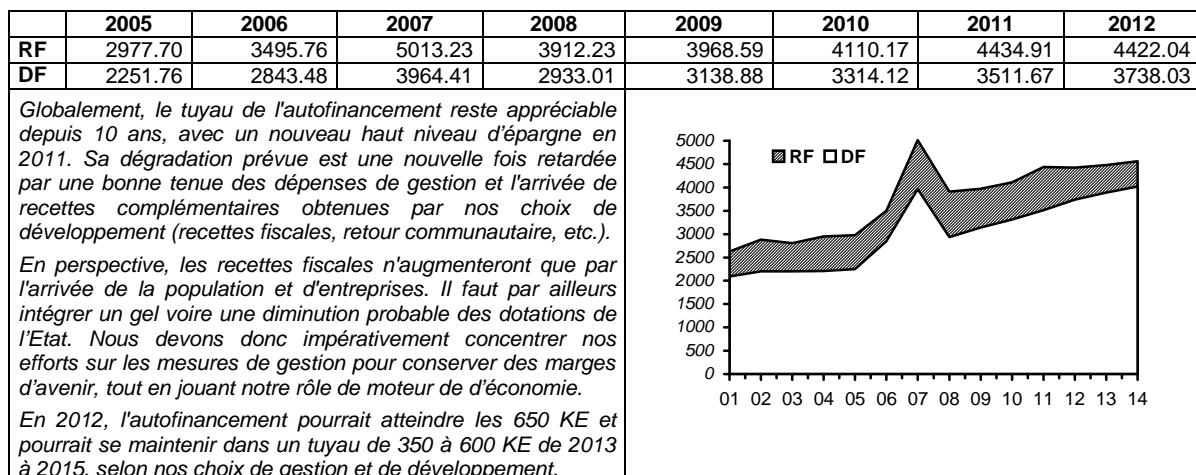 2005 2006 2007 2008 2009 2010 2011 2012
RF 2977.70 3495.76 5013.23 3912.23 3968.59 4110.17 4434.91 4422.04
DF 2251.76 2843.48 3964.41 2933.01 3138.88 3314.12 3511.67 3738.03
Globalement, le tuyau de l'autofinancement reste appréciable
depuis 10 ans, avec un nouveau haut niveau d'épargne en
2011. Sa dégradation prévue est une nouvelle fois retardée
par une bonne tenue des dépenses de gestion et l'arrivée de
recettes complémentaires obtenues par nos choix de
développement (recettes fiscales, retour communautaire, etc.).
En perspective, les recettes fiscales n'augmenteront que par
l'arrivée de la population et d'entreprises. Il faut par ailleurs
intégrer un gel voire une diminution probable des dotations de
l'Etat. Nous devons donc impérativement concentrer nos
efforts sur les mesures de gestion pour conserver des marges
d'avenir, tout en jouant notre rôle de moteur de d'économie.
En 2012, l'autofinancement pourrait atteindre les 650 KE et
pourrait se maintenir dans un tuyau de 350 à 600 KE de 2013
à 2015, selon nos choix de gestion et de développement.
RF DF
5000
4500
4000
3500
3000
2500
2000
1500
1000
500
0
01 02 03 04 05 06 07 08 09 10 11 12 13 14